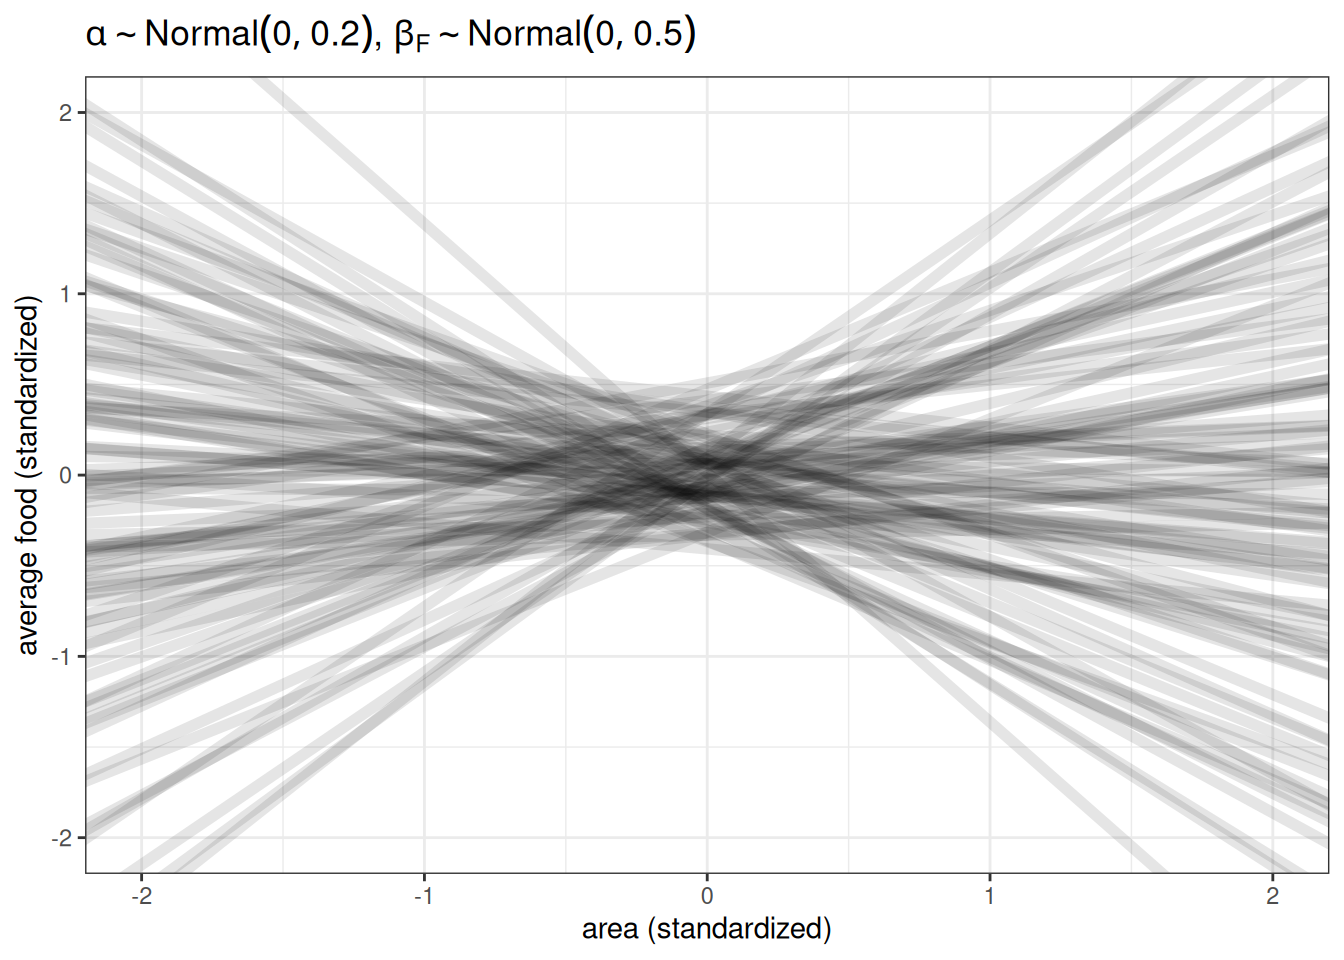 α ~ Normal(0, 0.2), β_F ~ Normal(0, 0.5)
2
1
0
-1
-2
average food (standardized)
-2 -1 0 1 2
area (standardized)